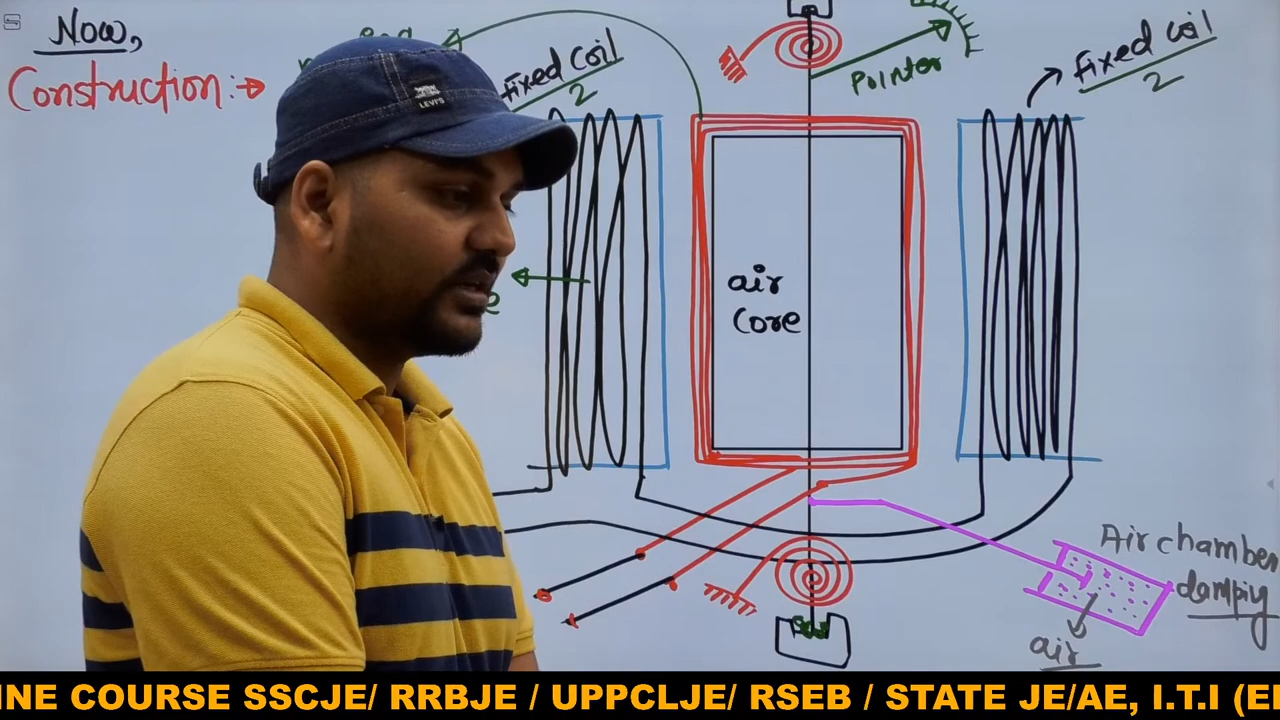 Now,
Construction:→
Fixed Coil
2
Pointer
Fixed Coil
2
LEVI'S
air
Core
Air chamber
damping
air
INE COURSE SSCJE/ RRBJE / UPPCLJE/ RSEB / STATE JE/AE, I.T.I (EL